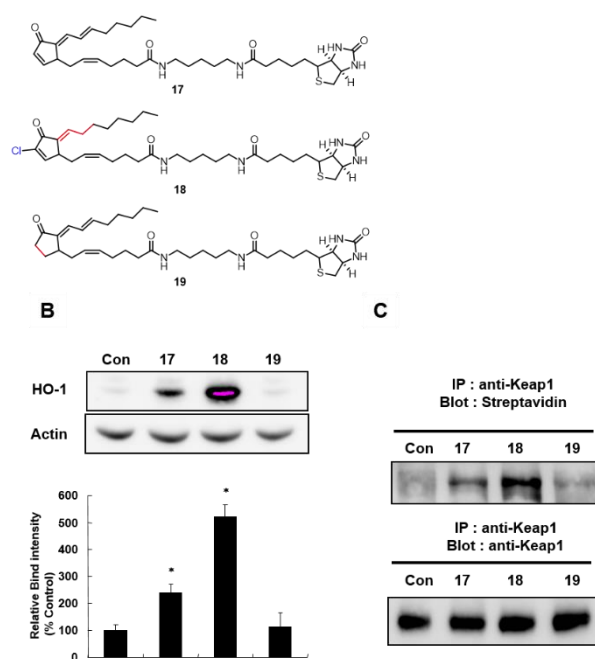 O
O
N
H
H
N
O
S
H
HN
O
NH
H
17
Cl
O
O
N
H
H
N
O
S
H
HN
O
NH
H
18
O
O
N
H
H
N
O
S
H
HN
O
NH
H
19
B
C
Con 17 18 19
HO-1
Actin
Relative Bind intensity
(% Control)
600
500
400
300
200
100
0
*
*
IP : anti-Keap1
Blot : Streptavidin
Con 17 18 19
IP : anti-Keap1
Blot : anti-Keap1
Con 17 18 19